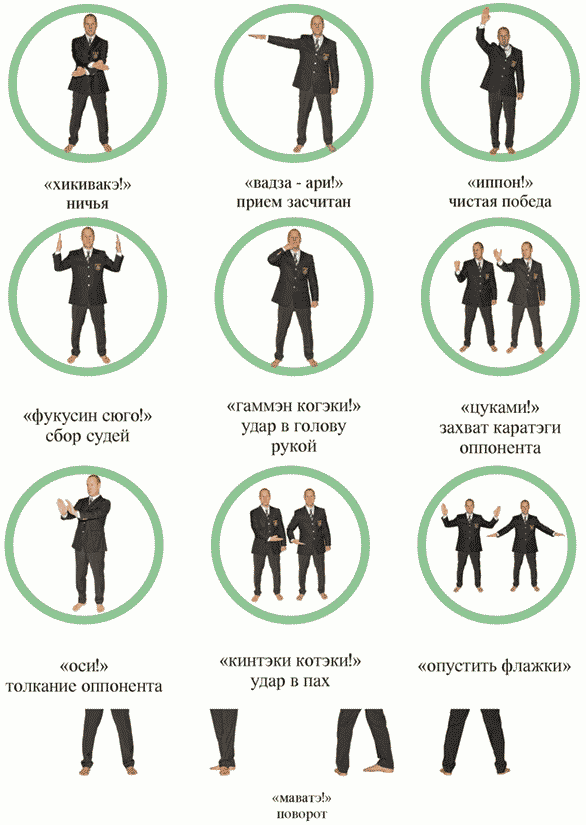 «хикивакэ!»
ничья
«вадза - ари!»
прием засчитан
«иппон!»
чистая победа
«фукусин сюго!»
сбор судей
«гаммэн когэки!»
удар в голову
рукой
«цуками!»
захват каратэги
оппонента
«оси!»
толкание оппонента
«кинтэки котэки!»
удар в пах
«опустить флажки»
«маватэ!»
поворот